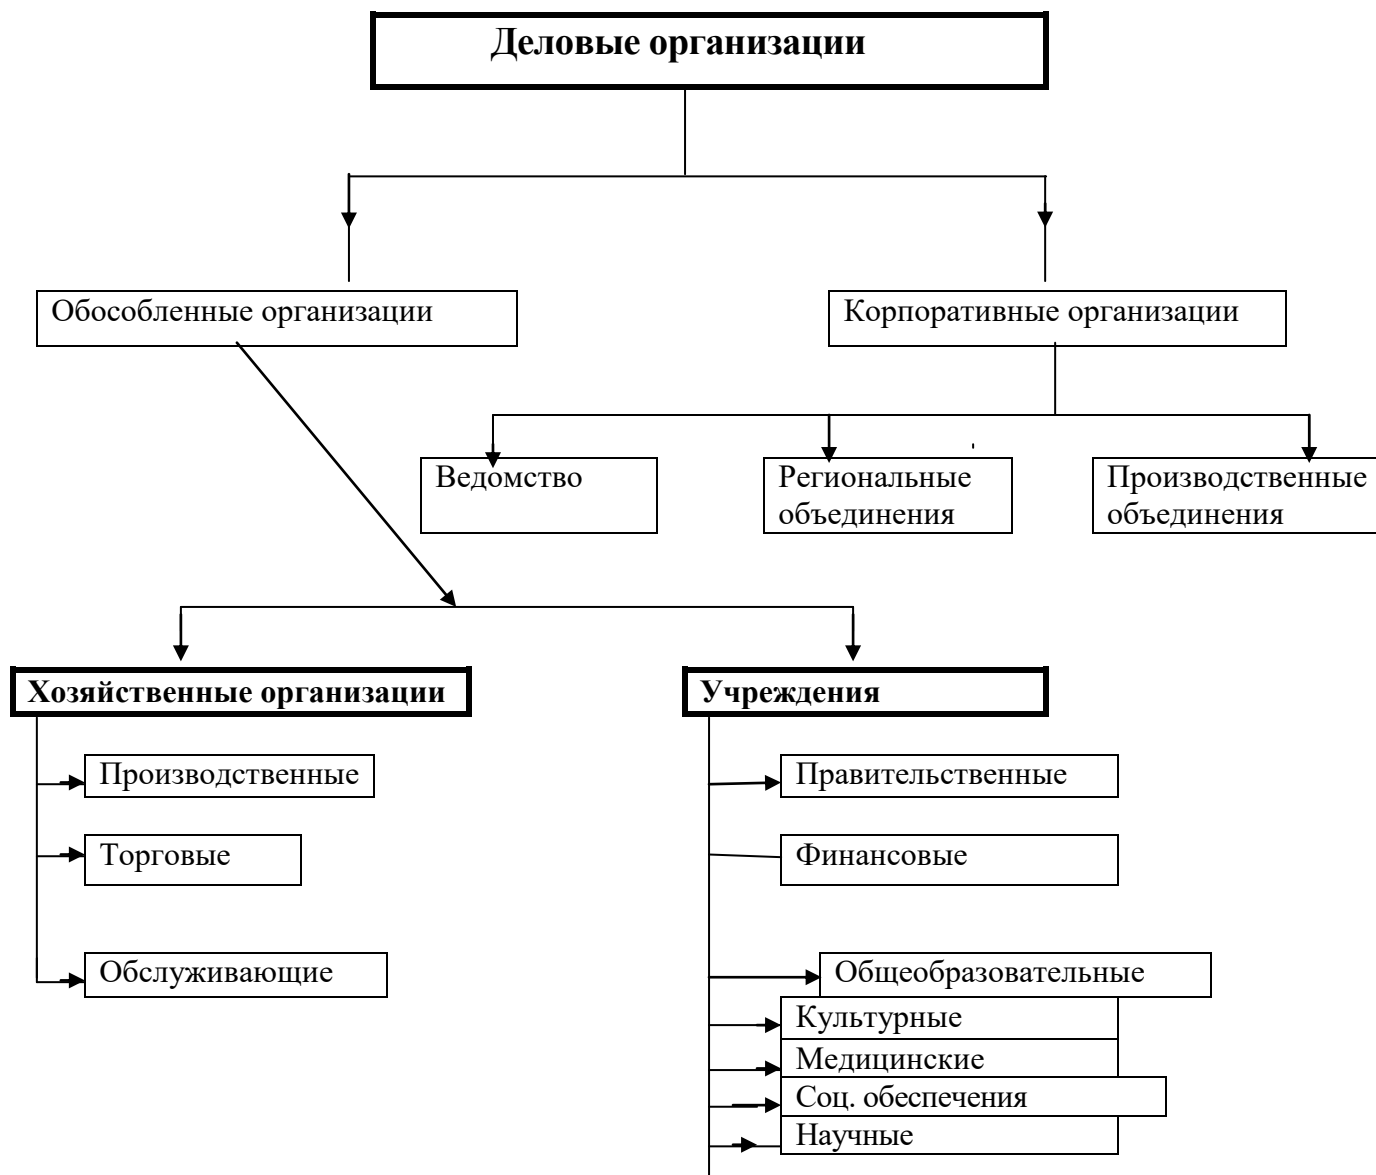 Деловые организации
Обособленные организации
Корпоративные организации
Ведомство
Региональные
объединения
Производственные
объединения
Хозяйственные организации
Учреждения
Производственные
Торговые
Обслуживающие
Правительственные
Финансовые
Общеобразовательные
Культурные
Медицинские
Соц. обеспечения
Научные